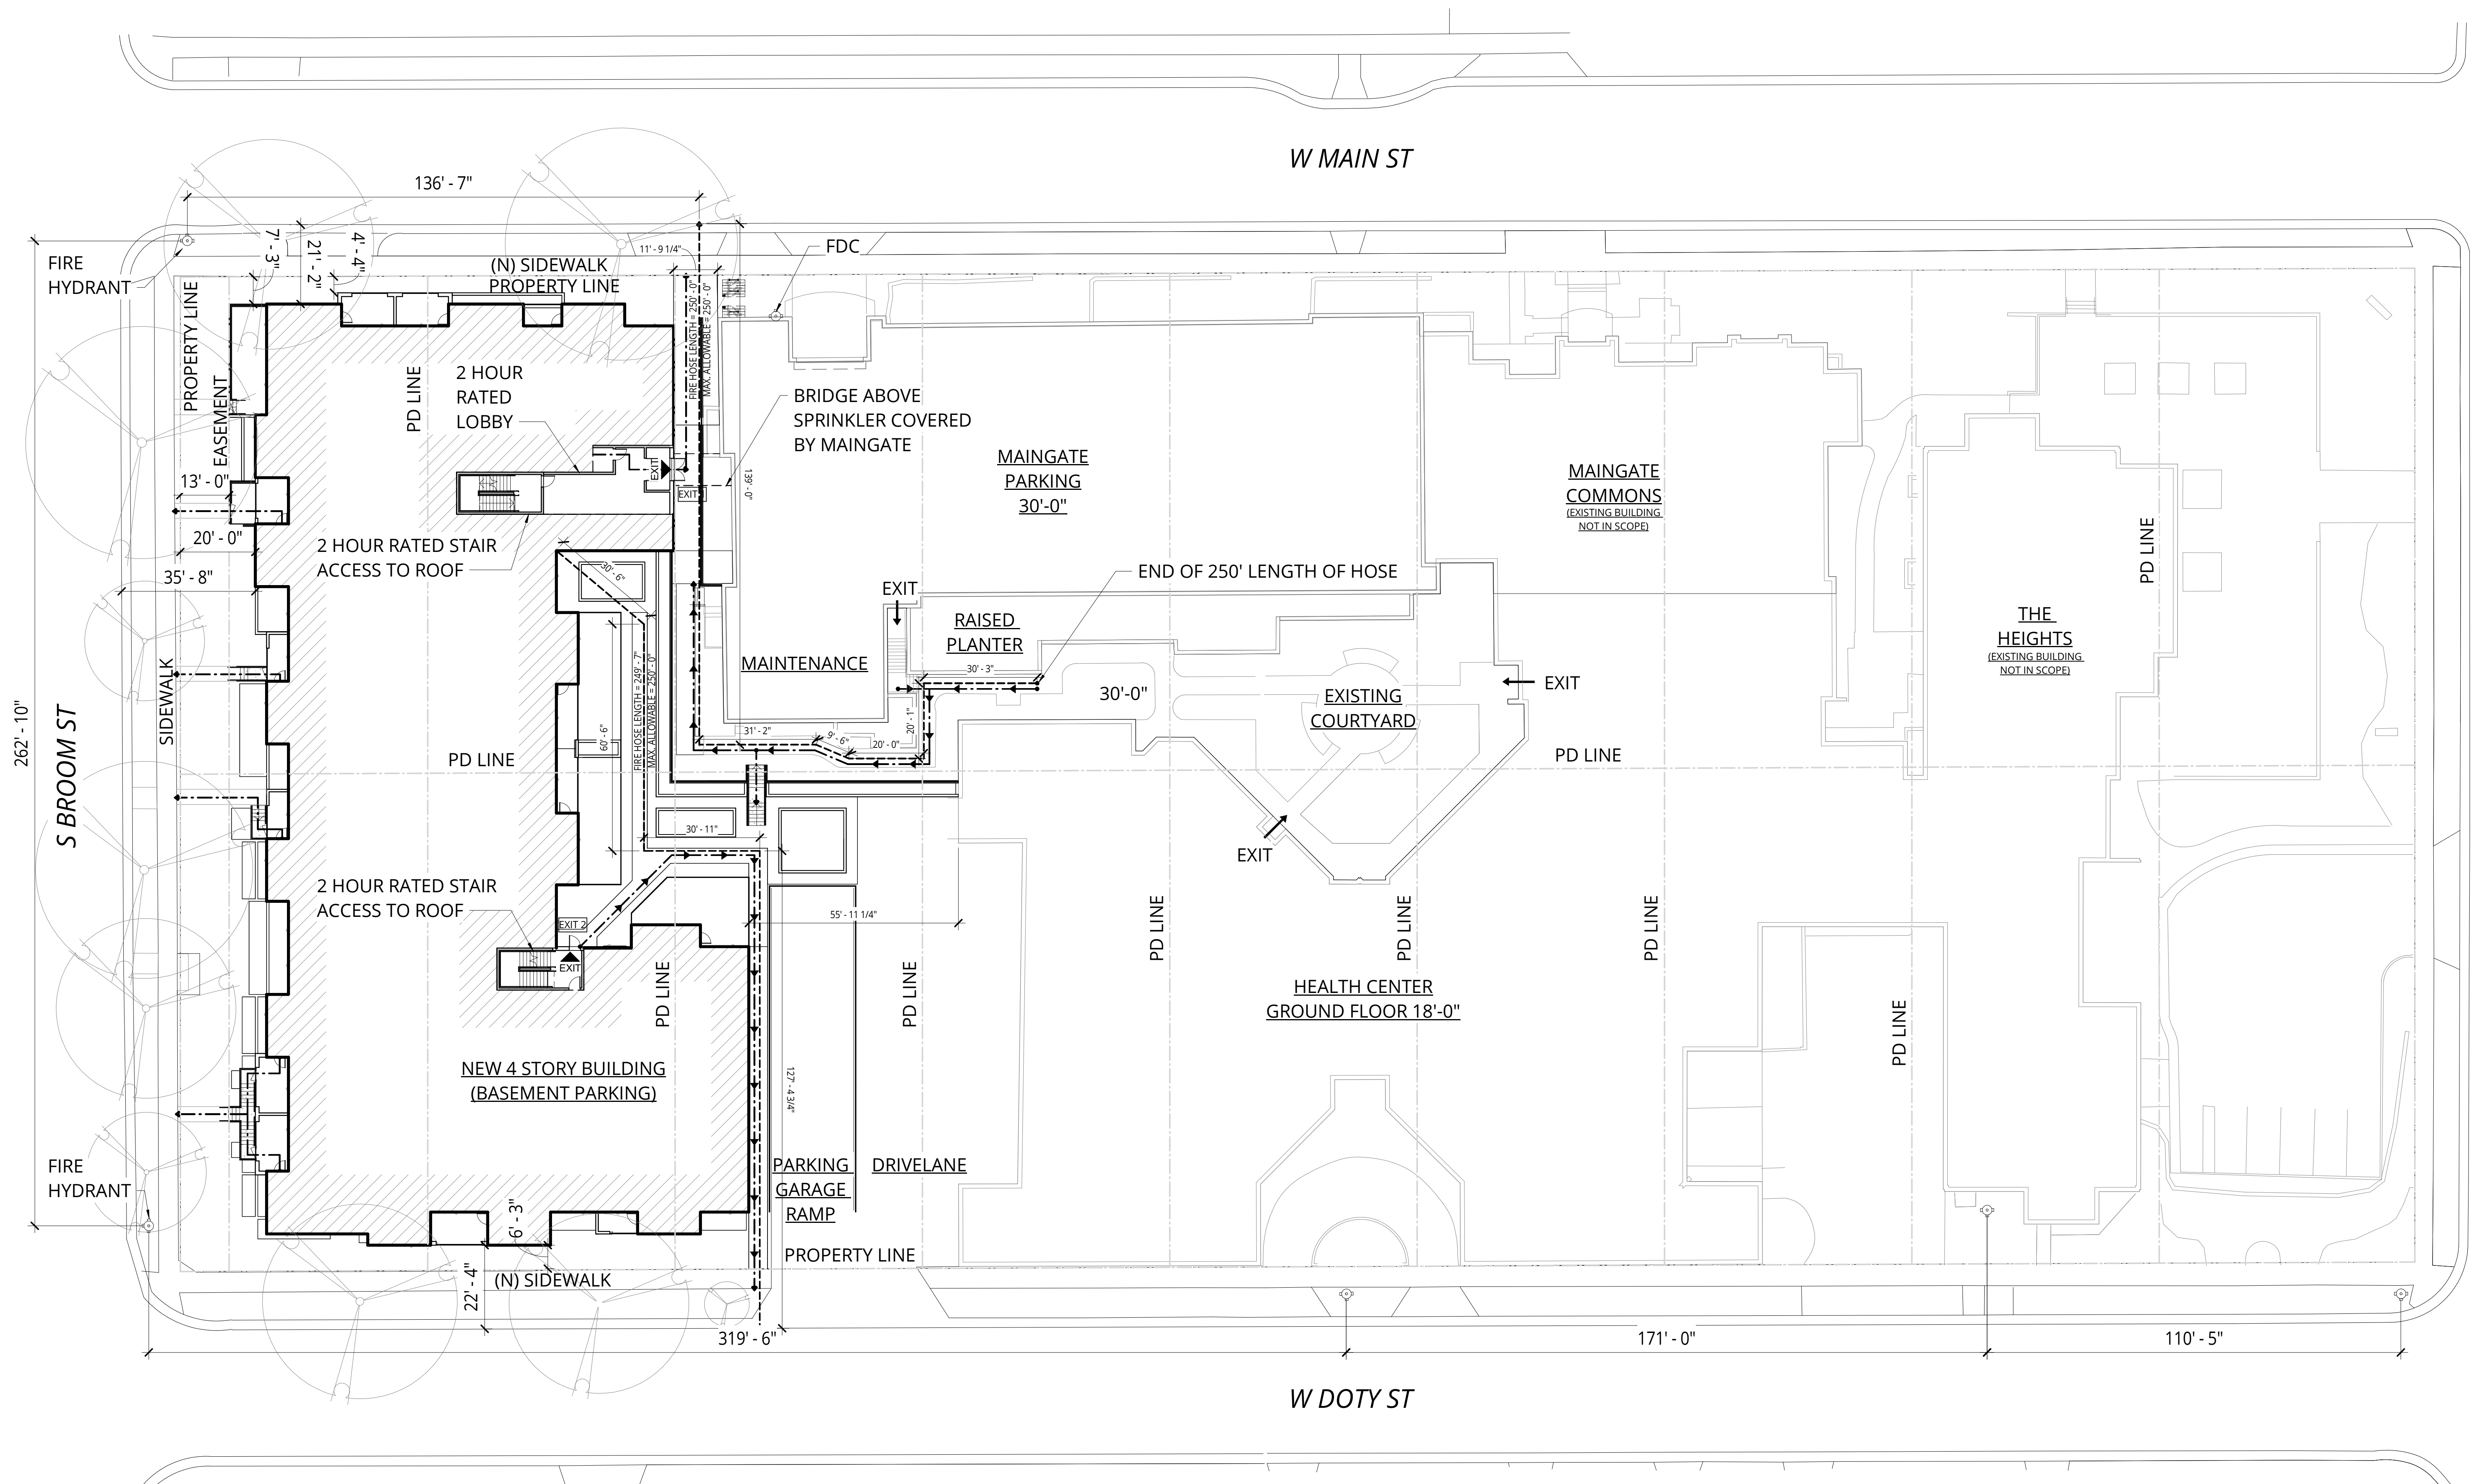 W MAIN ST
136' - 7"
FIRE
HYDRANT
7' - 3"
21' - 2"
4' - 4"
(N) SIDEWALK
PROPERTY LINE
11' - 9 1/4"
FDC
PROPERTY LINE
EASEMENT
PD LINE
2 HOUR
RATED
LOBBY
FIRE HOSE LENGTH = 250' - 0"
MAX. ALLOWABLE = 250' - 0"
BRIDGE ABOVE
SPRINKLER COVERED
BY MAINGATE
139' - 0"
EXIT
EXIT
MAINGATE
PARKING
30'-0"
MAINGATE
COMMONS
(EXISTING BUILDING
NOT IN SCOPE)
PD LINE
13' - 0"
20' - 0"
35' - 8"
2 HOUR RATED STAIR
ACCESS TO ROOF
30' - 6"
END OF 250' LENGTH OF HOSE
EXIT
RAISED
PLANTER
MAINTENANCE
30' - 3"
30'-0"
EXISTING
COURTYARD
EXIT
THE
HEIGHTS
(EXISTING BUILDING
NOT IN SCOPE)
SIDEWALK
262' - 10"
S BROOM ST
60' - 6"
FIRE HOSE LENGTH = 249' - 7"
MAX. ALLOWABLE = 250' - 0"
31' - 2"
9' - 6"
20' - 0"
20' - 1"
PD LINE
PD LINE
30' - 11"
EXIT
2 HOUR RATED STAIR
ACCESS TO ROOF
EXIT 2
EXIT
55' - 11 1/4"
PD LINE
PD LINE
PD LINE
PD LINE
PD LINE
PD LINE
HEALTH CENTER
GROUND FLOOR 18'-0"
NEW 4 STORY BUILDING
(BASEMENT PARKING)
127' - 4 3/4"
FIRE
HYDRANT
PARKING
GARAGE
RAMP
DRIVELANE
6' - 3"
22' - 4"
PROPERTY LINE
(N) SIDEWALK
319' - 6"
171' - 0"
110' - 5"
W DOTY ST